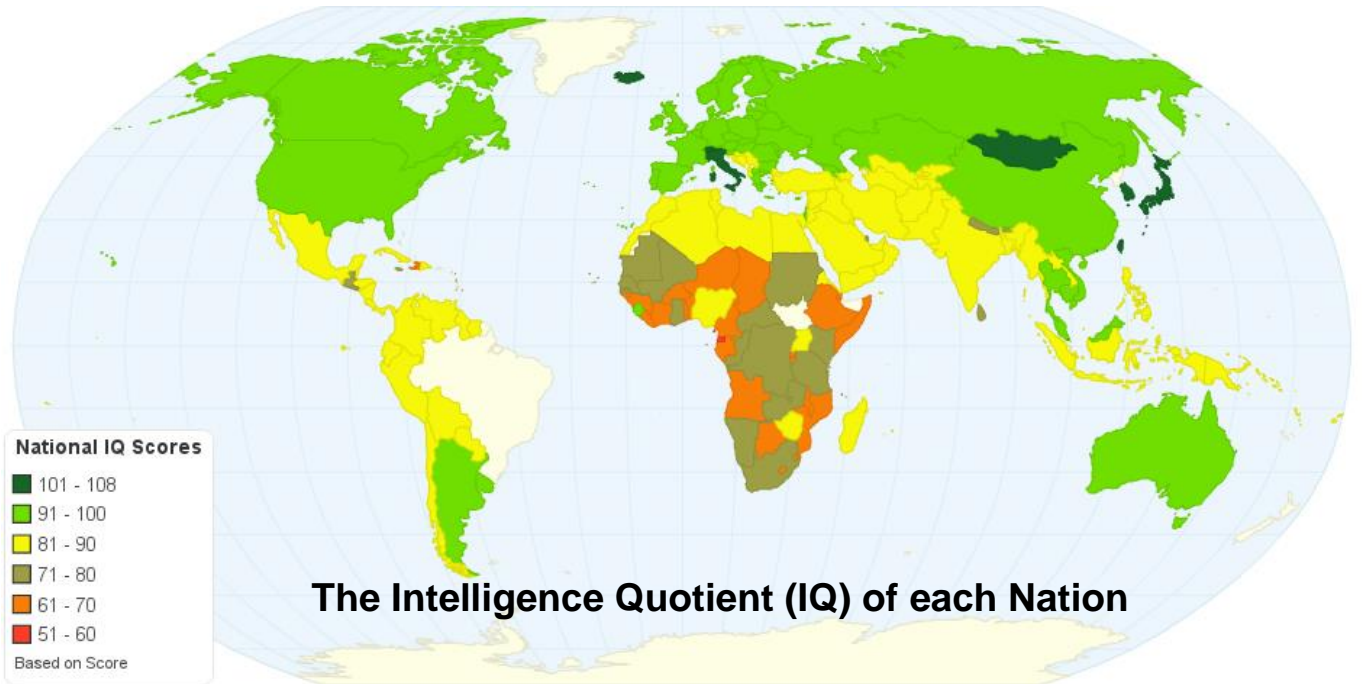 National IQ Scores
101 - 108
91 - 100
81 - 90
71 - 80
61 - 70
51 - 60
Based on Score
The Intelligence Quotient (IQ) of each Nation